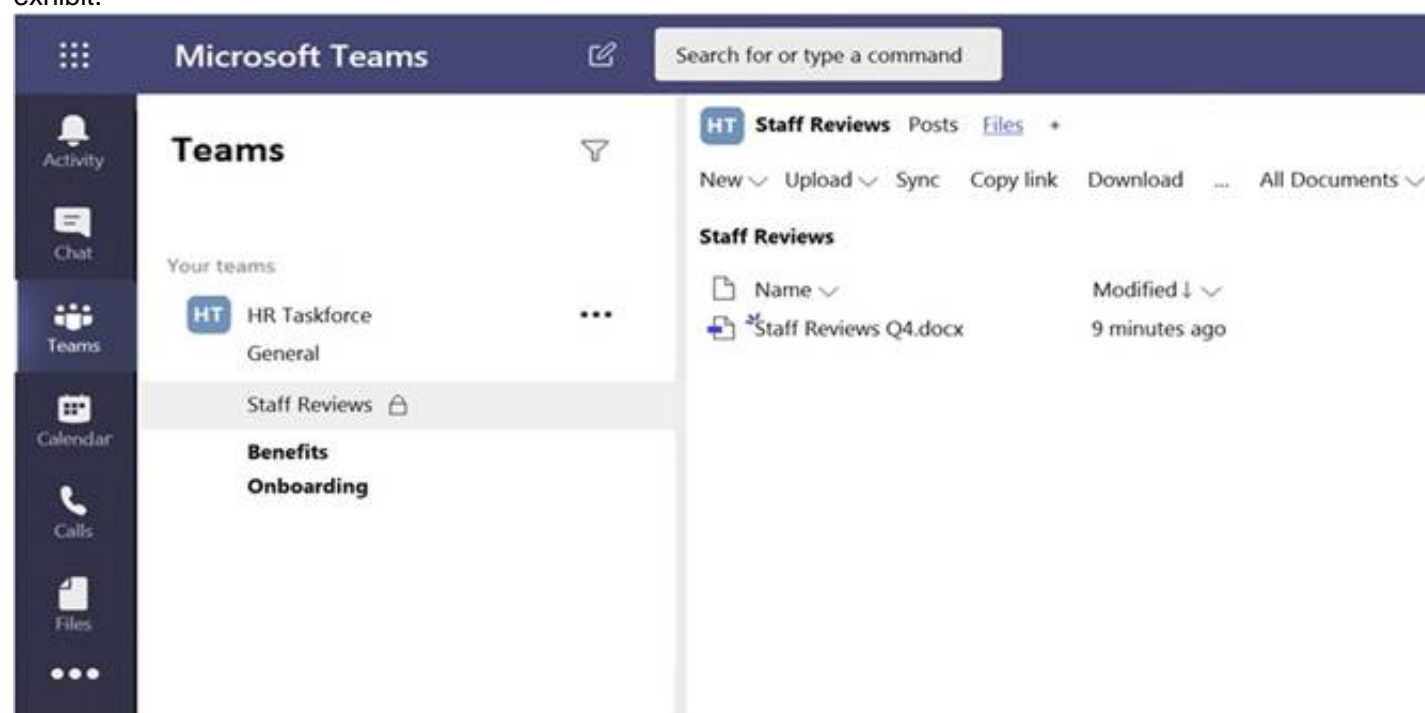 exhibit.
Microsoft Teams
Search for or type a command
Activity
Chat
Teams
Calendar
Calls
Files
Teams
Your teams
HT HR Taskforce
General
Staff Reviews
Benefits
Onboarding
HT Staff Reviews Posts Files +
New Upload Sync Copy link Download ... All Documents
Staff Reviews
Name Modified↓
Staff Reviews Q4.docx 9 minutes ago